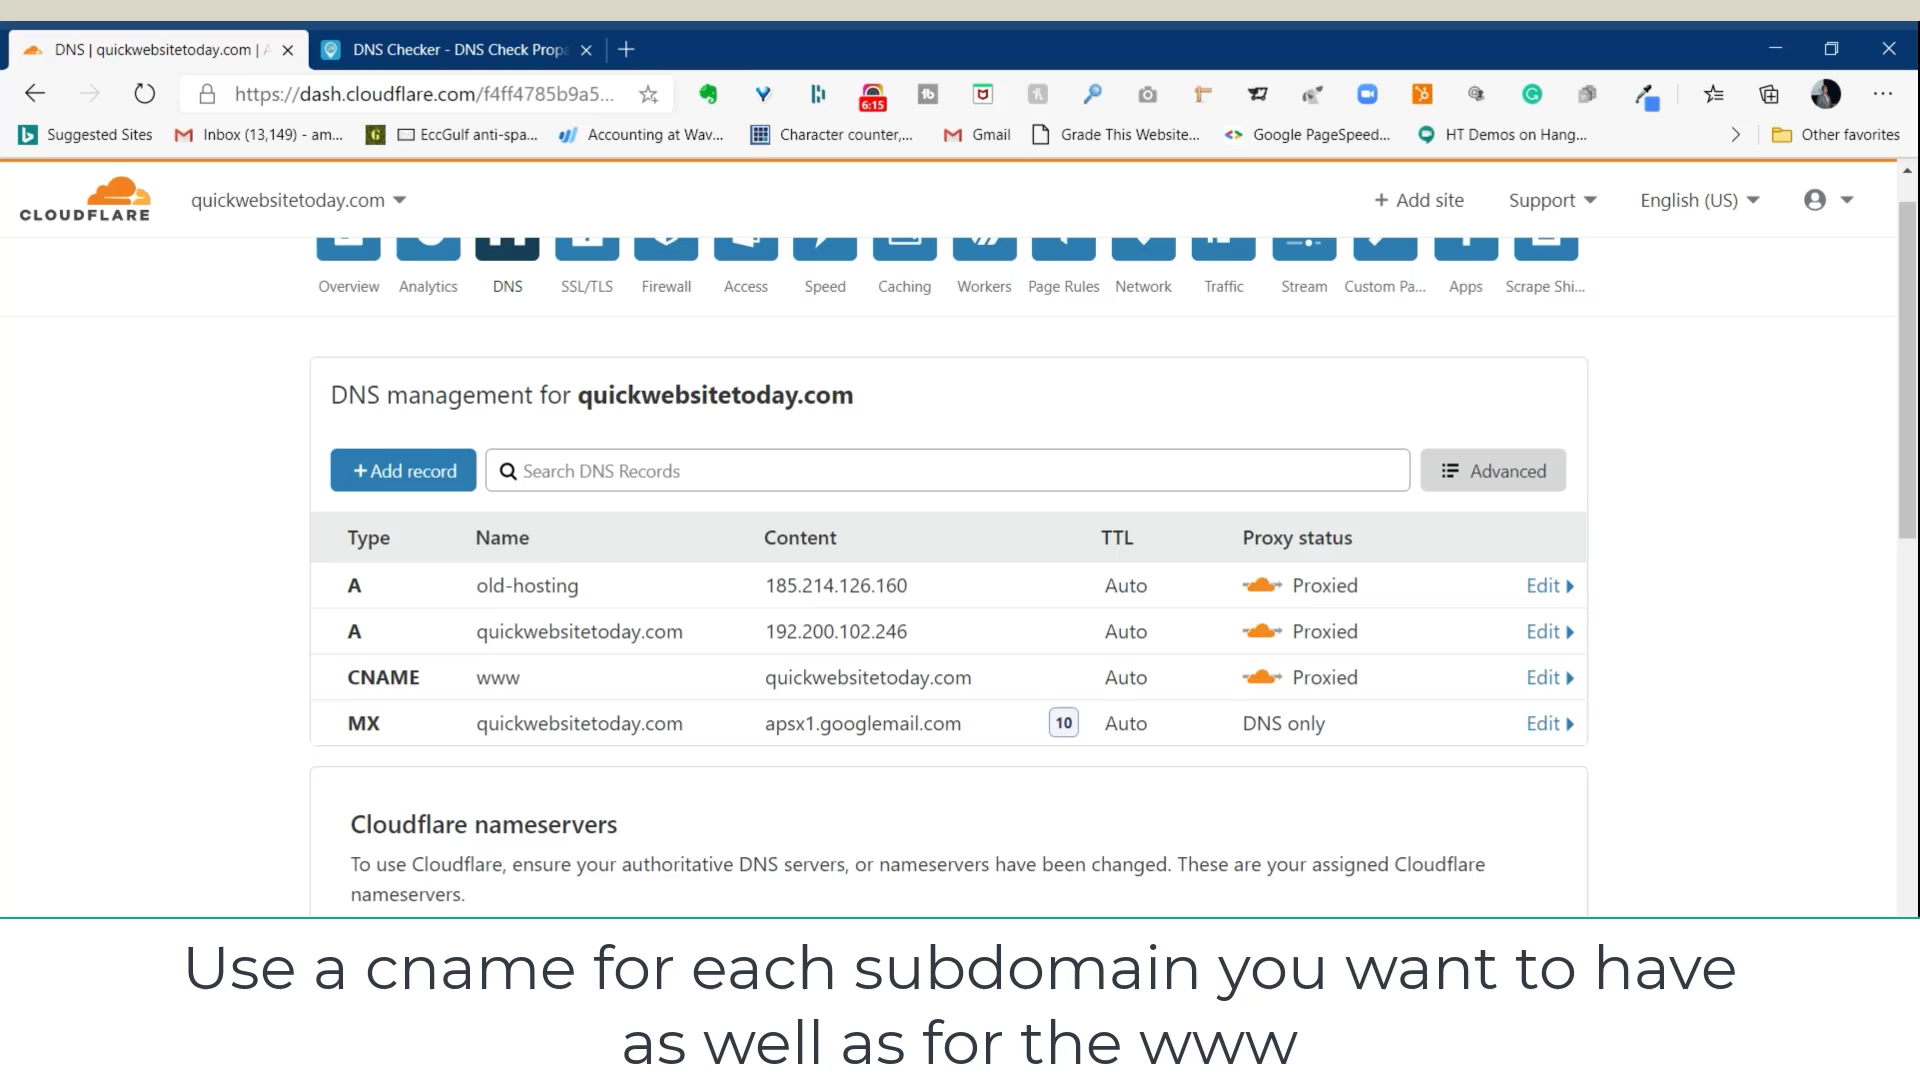 DNS | quickwebsitetoday.com | A
DNS Checker - DNS Check Propa
https://dash.cloudflare.com/f4ff4785b9a5...
6:15
Suggested Sites
Inbox (13,149) - am...
EccGulf anti-spa...
Accounting at Wav...
Character counter,...
Gmail
Grade This Website...
Google PageSpeed...
HT Demos on Hang...
Other favorites
CLOUDFLARE
quickwebsitetoday.com
+ Add site
Support
English (US)
Overview Analytics DNS SSL/TLS Firewall Access Speed Caching Workers Page Rules Network Traffic Stream Custom Pa... Apps Scrape Shi...
DNS management for quickwebsitetoday.com
+ Add record
Search DNS Records
Advanced
Type Name Content TTL Proxy status
A old-hosting 185.214.126.160 Auto Proxied Edit
A quickwebsitetoday.com 192.200.102.246 Auto Proxied Edit
CNAME www quickwebsitetoday.com Auto Proxied Edit
MX quickwebsitetoday.com apsx1.googlemail.com 10 Auto DNS only Edit
Cloudflare nameservers
To use Cloudflare, ensure your authoritative DNS servers, or nameservers have been changed. These are your assigned Cloudflare
nameservers.
Use a cname for each subdomain you want to have
as well as for the www